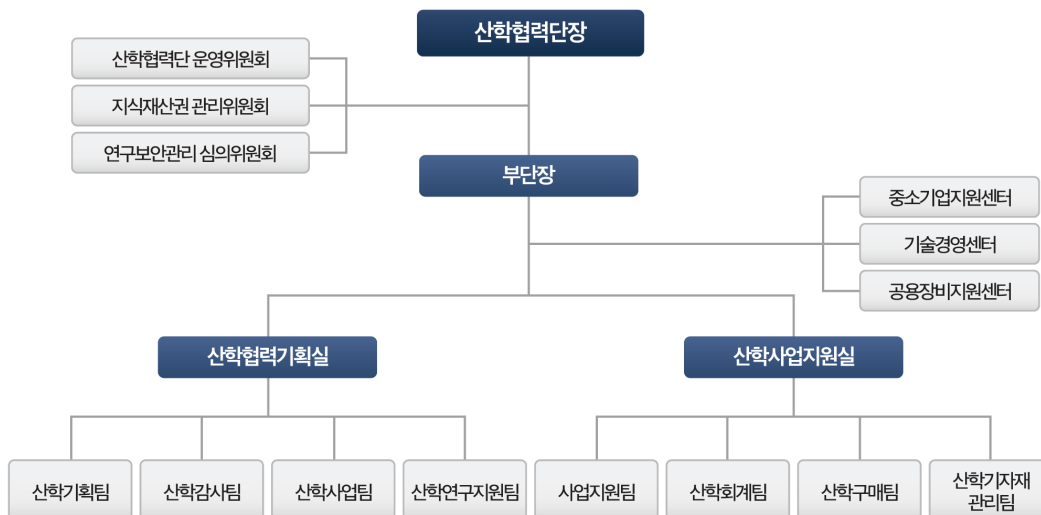 산학협력단장
산학협력단 운영위원회
지식재산권 관리위원회
연구보안관리 심의위원회
부단장
중소기업지원센터
기술경영센터
공용장비지원센터
산학협력기획실
산학사업지원실
산학기획팀
산학감사팀
산학사업팀
산학연구지원팀
사업지원팀
산학회계팀
산학구매팀
산학기자재
관리팀